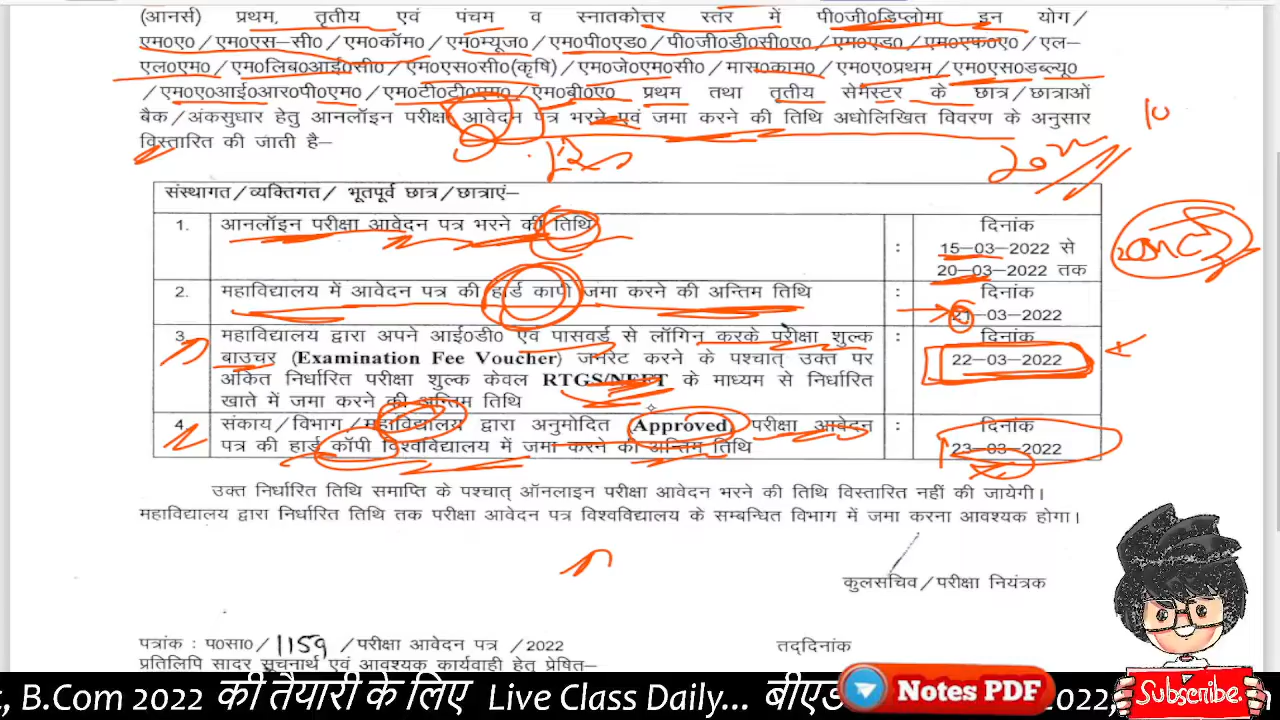 (आनर्स) प्रथम, तृतीय एवं पंचम व स्नातकोत्तर स्तर में पी0जी0डिप्लोमा इन योग/
एम0ए0/एम0एस-सी0/एम0कॉम0/एम0म्यूज0/एम0पी0एड0/पी0जी0डी0सी0ए0/एम0एड0/एम0एफ0ए0/एल-
एल0एम0/एम0लिब0आई0सी0/एम0एस0सी0(कृषि)/एम0जे0एम0सी0/मास0काम0/एम0ए0प्रथम/एम0एस0डब्ल्यू0
/एम0ए0आई0आर0पी0एम0/एम0टी0टी0एम0/एम0बी0ए0 प्रथम तथा तृतीय सेमेस्टर के छात्र/छात्राओं
बैक/अंकसुधार हेतु आनलॉइन परीक्षा आवेदन पत्र भरने एवं जमा करने की तिथि अधोलिखित विवरण के अनुसार
विस्तारित की जाती है–
10
2022
संस्थागत/व्यक्तिगत/भूतपूर्व छात्र/छात्राएं–
1. आनलॉइन परीक्षा आवेदन पत्र भरने की तिथि : दिनांक
15–03–2022 से
20–03–2022 तक
2. महाविद्यालय में आवेदन पत्र की हार्ड कापी जमा करने की अन्तिम तिथि : दिनांक
21–03–2022
3. महाविद्यालय द्वारा अपने आई0डी0 एवं पासवर्ड से लॉगिन करके परीक्षा शुल्क : दिनांक
बाउचर (Examination Fee Voucher) जनरेट करने के पश्चात् उक्त पर 22–03–2022
अंकित निर्धारित परीक्षा शुल्क केवल RTGS/NEFT के माध्यम से निर्धारित
खाते में जमा करने की अन्तिम तिथि
4. संकाय/विभाग/महाविद्यालय द्वारा अनुमोदित Approved परीक्षा आवेदन : दिनांक
पत्र की हार्ड कॉपी विश्वविद्यालय में जमा करने की अन्तिम तिथि 23–03–2022
उक्त निर्धारित तिथि समाप्ति के पश्चात् ऑनलाइन परीक्षा आवेदन भरने की तिथि विस्तारित नहीं की जायेगी।
महाविद्यालय द्वारा निर्धारित तिथि तक परीक्षा आवेदन पत्र विश्वविद्यालय के सम्बन्धित विभाग में जमा करना आवश्यक होगा।
कुलसचिव/परीक्षा नियंत्रक
पत्रांक : प0सा0/1159/परीक्षा आवेदन पत्र /2022 तद्दिनांक
प्रतिलिपि सादर सूचनार्थ एवं आवश्यक कार्यवाही हेतु प्रेषित–
B.Com 2022 की तैयारी के लिए Live Class Daily... बीएड 2022,
Notes PDF
Subscribe.